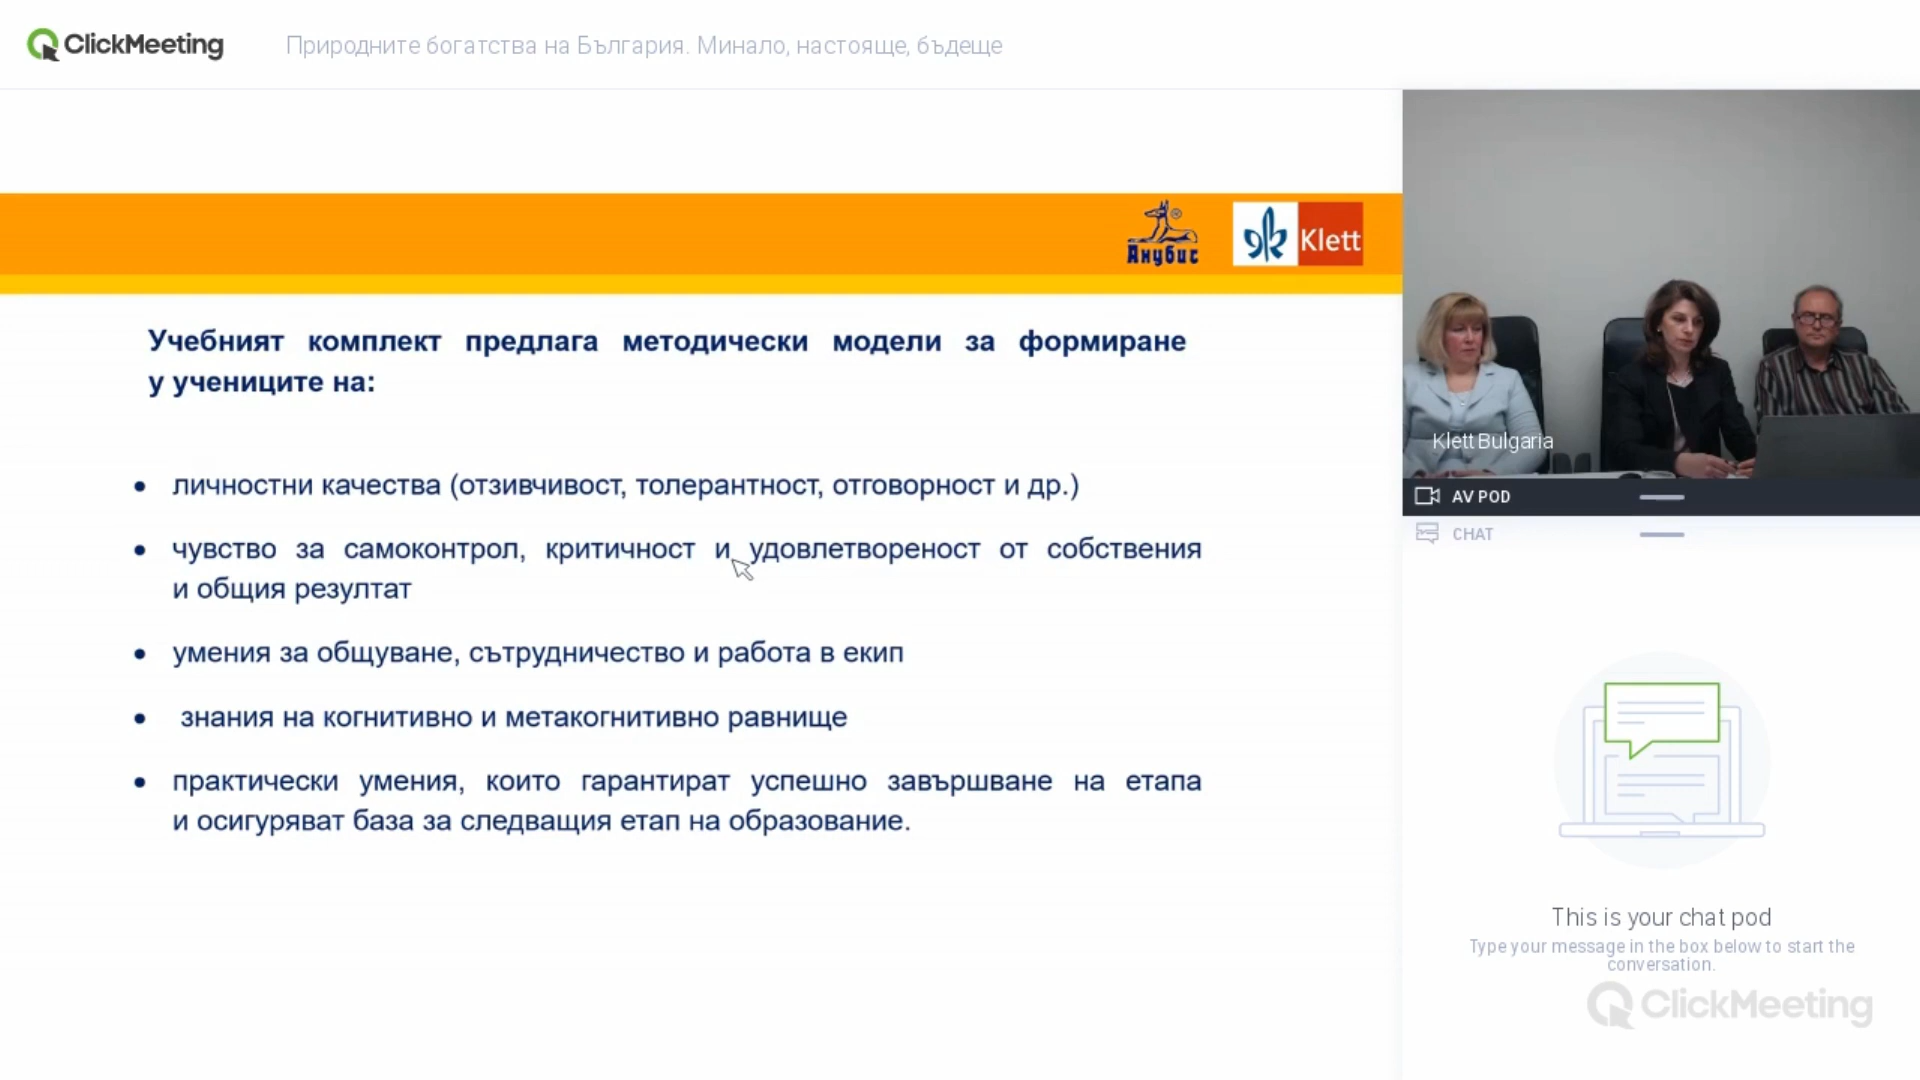 ClickMeeting
Природните богатства на България. Минало, настояще, бъдеще
Анубис
Klett
Учебният комплект предлага методически модели за формиране
у учениците на:
• личностни качества (отзивчивост, толерантност, отговорност и др.)
• чувство за самоконтрол, критичност и удовлетвореност от собствения
и общия резултат
• умения за общуване, сътрудничество и работа в екип
• знания на когнитивно и метакогнитивно равнище
• практически умения, които гарантират успешно завършване на етапа
и осигуряват база за следващия етап на образование.
Klett Bulgaria
AV POD
CHAT
This is your chat pod
Type your message in the box below to start the
conversation.
ClickMeeting